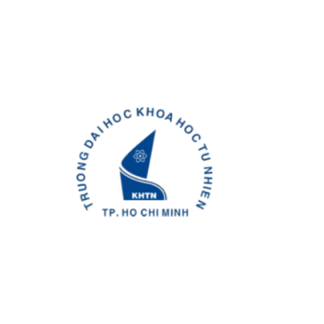 TRUONG DAI HOC KHOA HOC TU NHIEN
KHTN
TP. HO CHI MINH